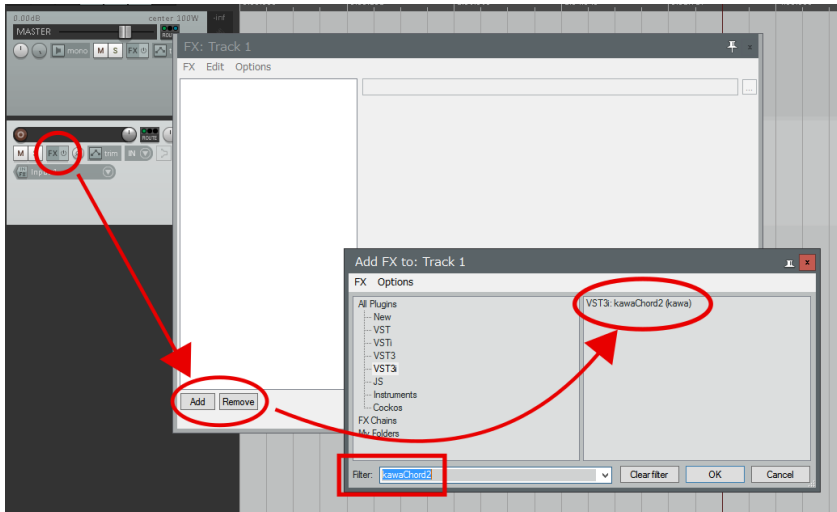 0.00dB center 100W -inf
MASTER
mono M S FX
FX: Track 1
FX Edit Options
...
ROUTE
M S FX trim IN
Add Remove
Add FX to: Track 1
FX Options
All Plugins
New
VST
VSTi
VST3
VST3i
JS
Instruments
Cockos
FX Chains
My Folders
VST3i: kawaChord2 (kawa)
Filter: kawaChord2 Clear filter OK Cancel